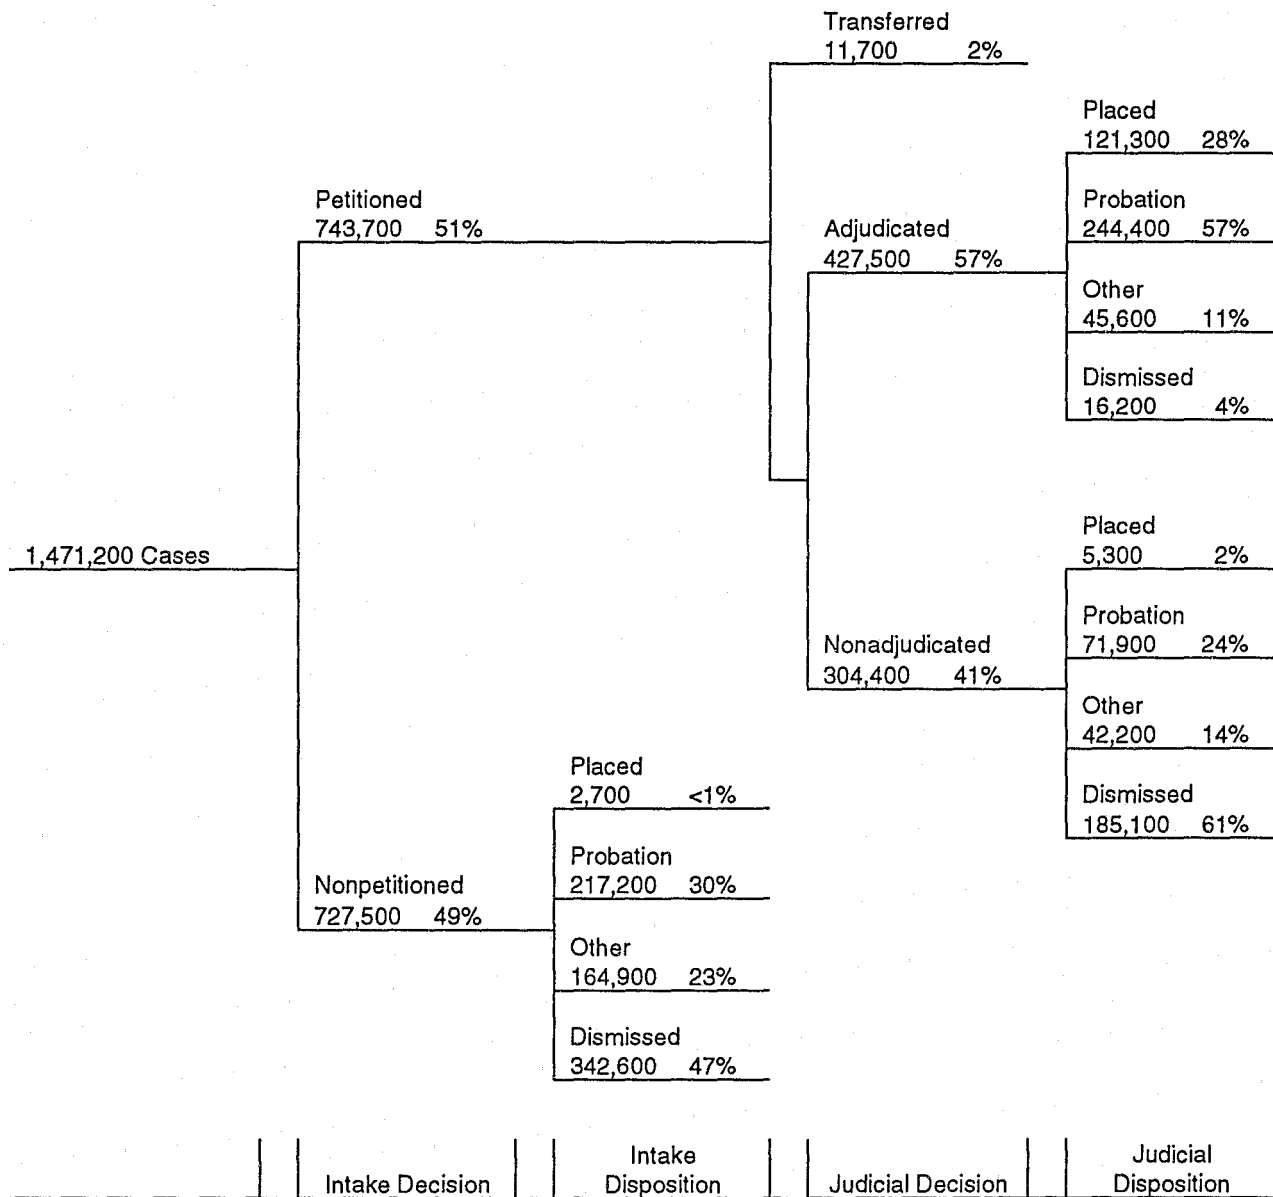 Transferred
11,700 2%
Placed
121,300 28%
Petitioned
743,700 51%
Probation
244,400 57%
Adjudicated
427,500 57%
Other
45,600 11%
Dismissed
16,200 4%
1,471,200 Cases
Placed
5,300 2%
Probation
71,900 24%
Nonadjudicated
304,400 41%
Other
42,200 14%
Dismissed
185,100 61%
Placed
2,700 <1%
Probation
217,200 30%
Nonpetitioned
727,500 49%
Other
164,900 23%
Dismissed
342,600 47%
Intake Decision
Intake
Disposition
Judicial Decision
Judicial
Disposition